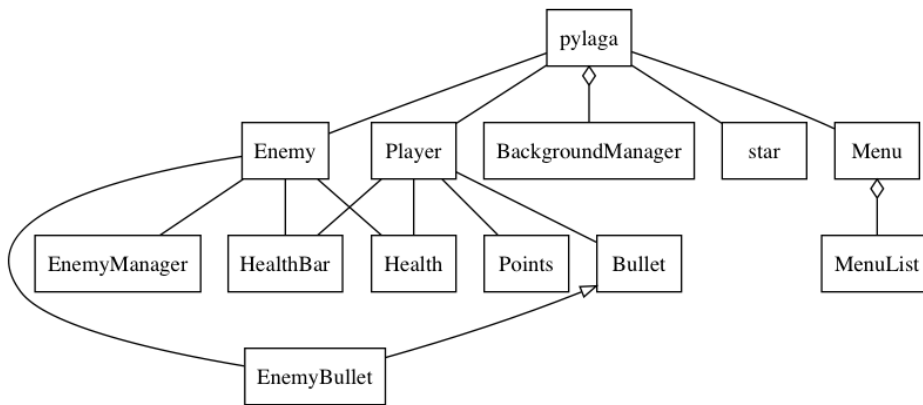 pylaga
Enemy
Player
BackgroundManager
star
Menu
EnemyManager
HealthBar
Health
Points
Bullet
MenuList
EnemyBullet